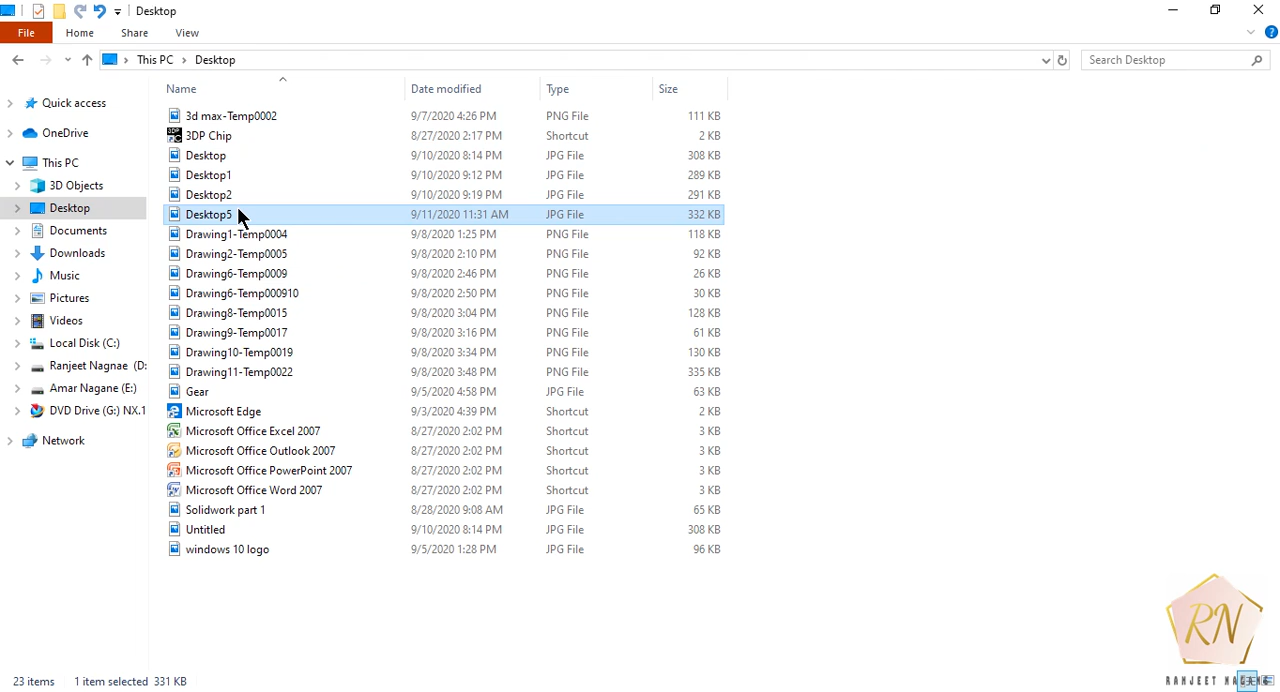 Desktop
File Home Share View
This PC Desktop Search Desktop
Name Date modified Type Size
Quick access
OneDrive
This PC
3D Objects
Desktop
Documents
Downloads
Music
Pictures
Videos
Local Disk (C:)
Ranjeet Nagnae (D:
Amar Nagane (E:)
DVD Drive (G:) NX.1
Network
3d max-Temp0002 9/7/2020 4:26 PM PNG File 111 KB
3DP Chip 8/27/2020 2:17 PM Shortcut 2 KB
Desktop 9/10/2020 8:14 PM JPG File 308 KB
Desktop1 9/10/2020 9:12 PM JPG File 289 KB
Desktop2 9/10/2020 9:19 PM JPG File 291 KB
Desktop5 9/11/2020 11:31 AM JPG File 332 KB
Drawing1-Temp0004 9/8/2020 1:25 PM PNG File 118 KB
Drawing2-Temp0005 9/8/2020 2:10 PM PNG File 92 KB
Drawing6-Temp0009 9/8/2020 2:46 PM PNG File 26 KB
Drawing6-Temp000910 9/8/2020 2:50 PM PNG File 30 KB
Drawing8-Temp0015 9/8/2020 3:04 PM PNG File 128 KB
Drawing9-Temp0017 9/8/2020 3:16 PM PNG File 61 KB
Drawing10-Temp0019 9/8/2020 3:34 PM PNG File 130 KB
Drawing11-Temp0022 9/8/2020 3:48 PM PNG File 335 KB
Gear 9/5/2020 4:58 PM JPG File 63 KB
Microsoft Edge 9/3/2020 4:39 PM Shortcut 2 KB
Microsoft Office Excel 2007 8/27/2020 2:02 PM Shortcut 3 KB
Microsoft Office Outlook 2007 8/27/2020 2:02 PM Shortcut 3 KB
Microsoft Office PowerPoint 2007 8/27/2020 2:02 PM Shortcut 3 KB
Microsoft Office Word 2007 8/27/2020 2:02 PM Shortcut 3 KB
Solidwork part 1 8/28/2020 9:08 AM JPG File 65 KB
Untitled 9/10/2020 8:14 PM JPG File 308 KB
windows 10 logo 9/5/2020 1:28 PM JPG File 96 KB
RN
RANJEET
23 items 1 item selected 331 KB